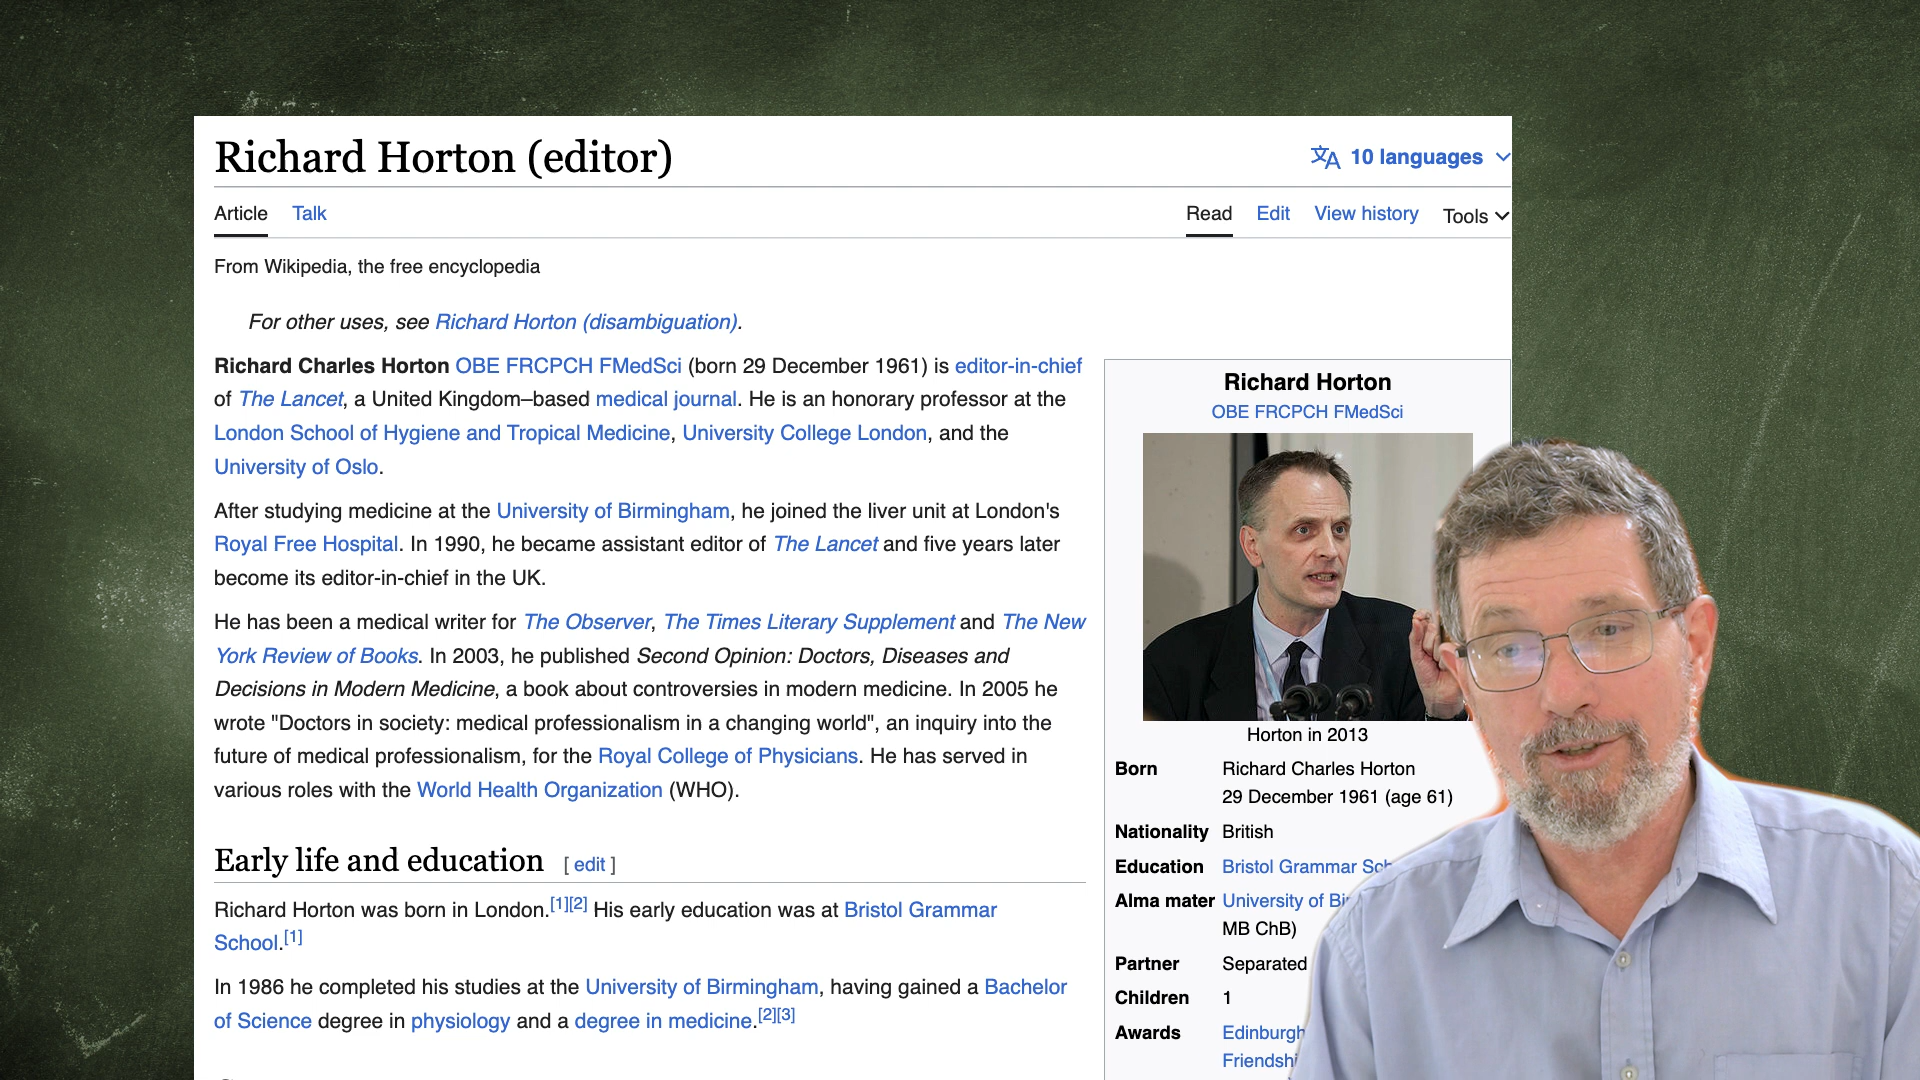 Richard Horton (editor)
10 languages
Article Talk
Read Edit View history Tools
From Wikipedia, the free encyclopedia
For other uses, see Richard Horton (disambiguation).
Richard Charles Horton OBE FRCPCH FMedSci (born 29 December 1961) is editor-in-chief
of The Lancet, a United Kingdom–based medical journal. He is an honorary professor at the
London School of Hygiene and Tropical Medicine, University College London, and the
University of Oslo.
After studying medicine at the University of Birmingham, he joined the liver unit at London's
Royal Free Hospital. In 1990, he became assistant editor of The Lancet and five years later
become its editor-in-chief in the UK.
He has been a medical writer for The Observer, The Times Literary Supplement and The New
York Review of Books. In 2003, he published Second Opinion: Doctors, Diseases and
Decisions in Modern Medicine, a book about controversies in modern medicine. In 2005 he
wrote "Doctors in society: medical professionalism in a changing world", an inquiry into the
future of medical professionalism, for the Royal College of Physicians. He has served in
various roles with the World Health Organization (WHO).
Early life and education [ edit ]
Richard Horton was born in London.[1][2] His early education was at Bristol Grammar
School.[1]
In 1986 he completed his studies at the University of Birmingham, having gained a Bachelor
of Science degree in physiology and a degree in medicine.[2][3]
Richard Horton
OBE FRCPCH FMedSci
Horton in 2013
Born Richard Charles Horton
29 December 1961 (age 61)
Nationality British
Education Bristol Grammar
Alma mater University of
MB ChB)
Partner Separated
Children 1
Awards Edinburgh